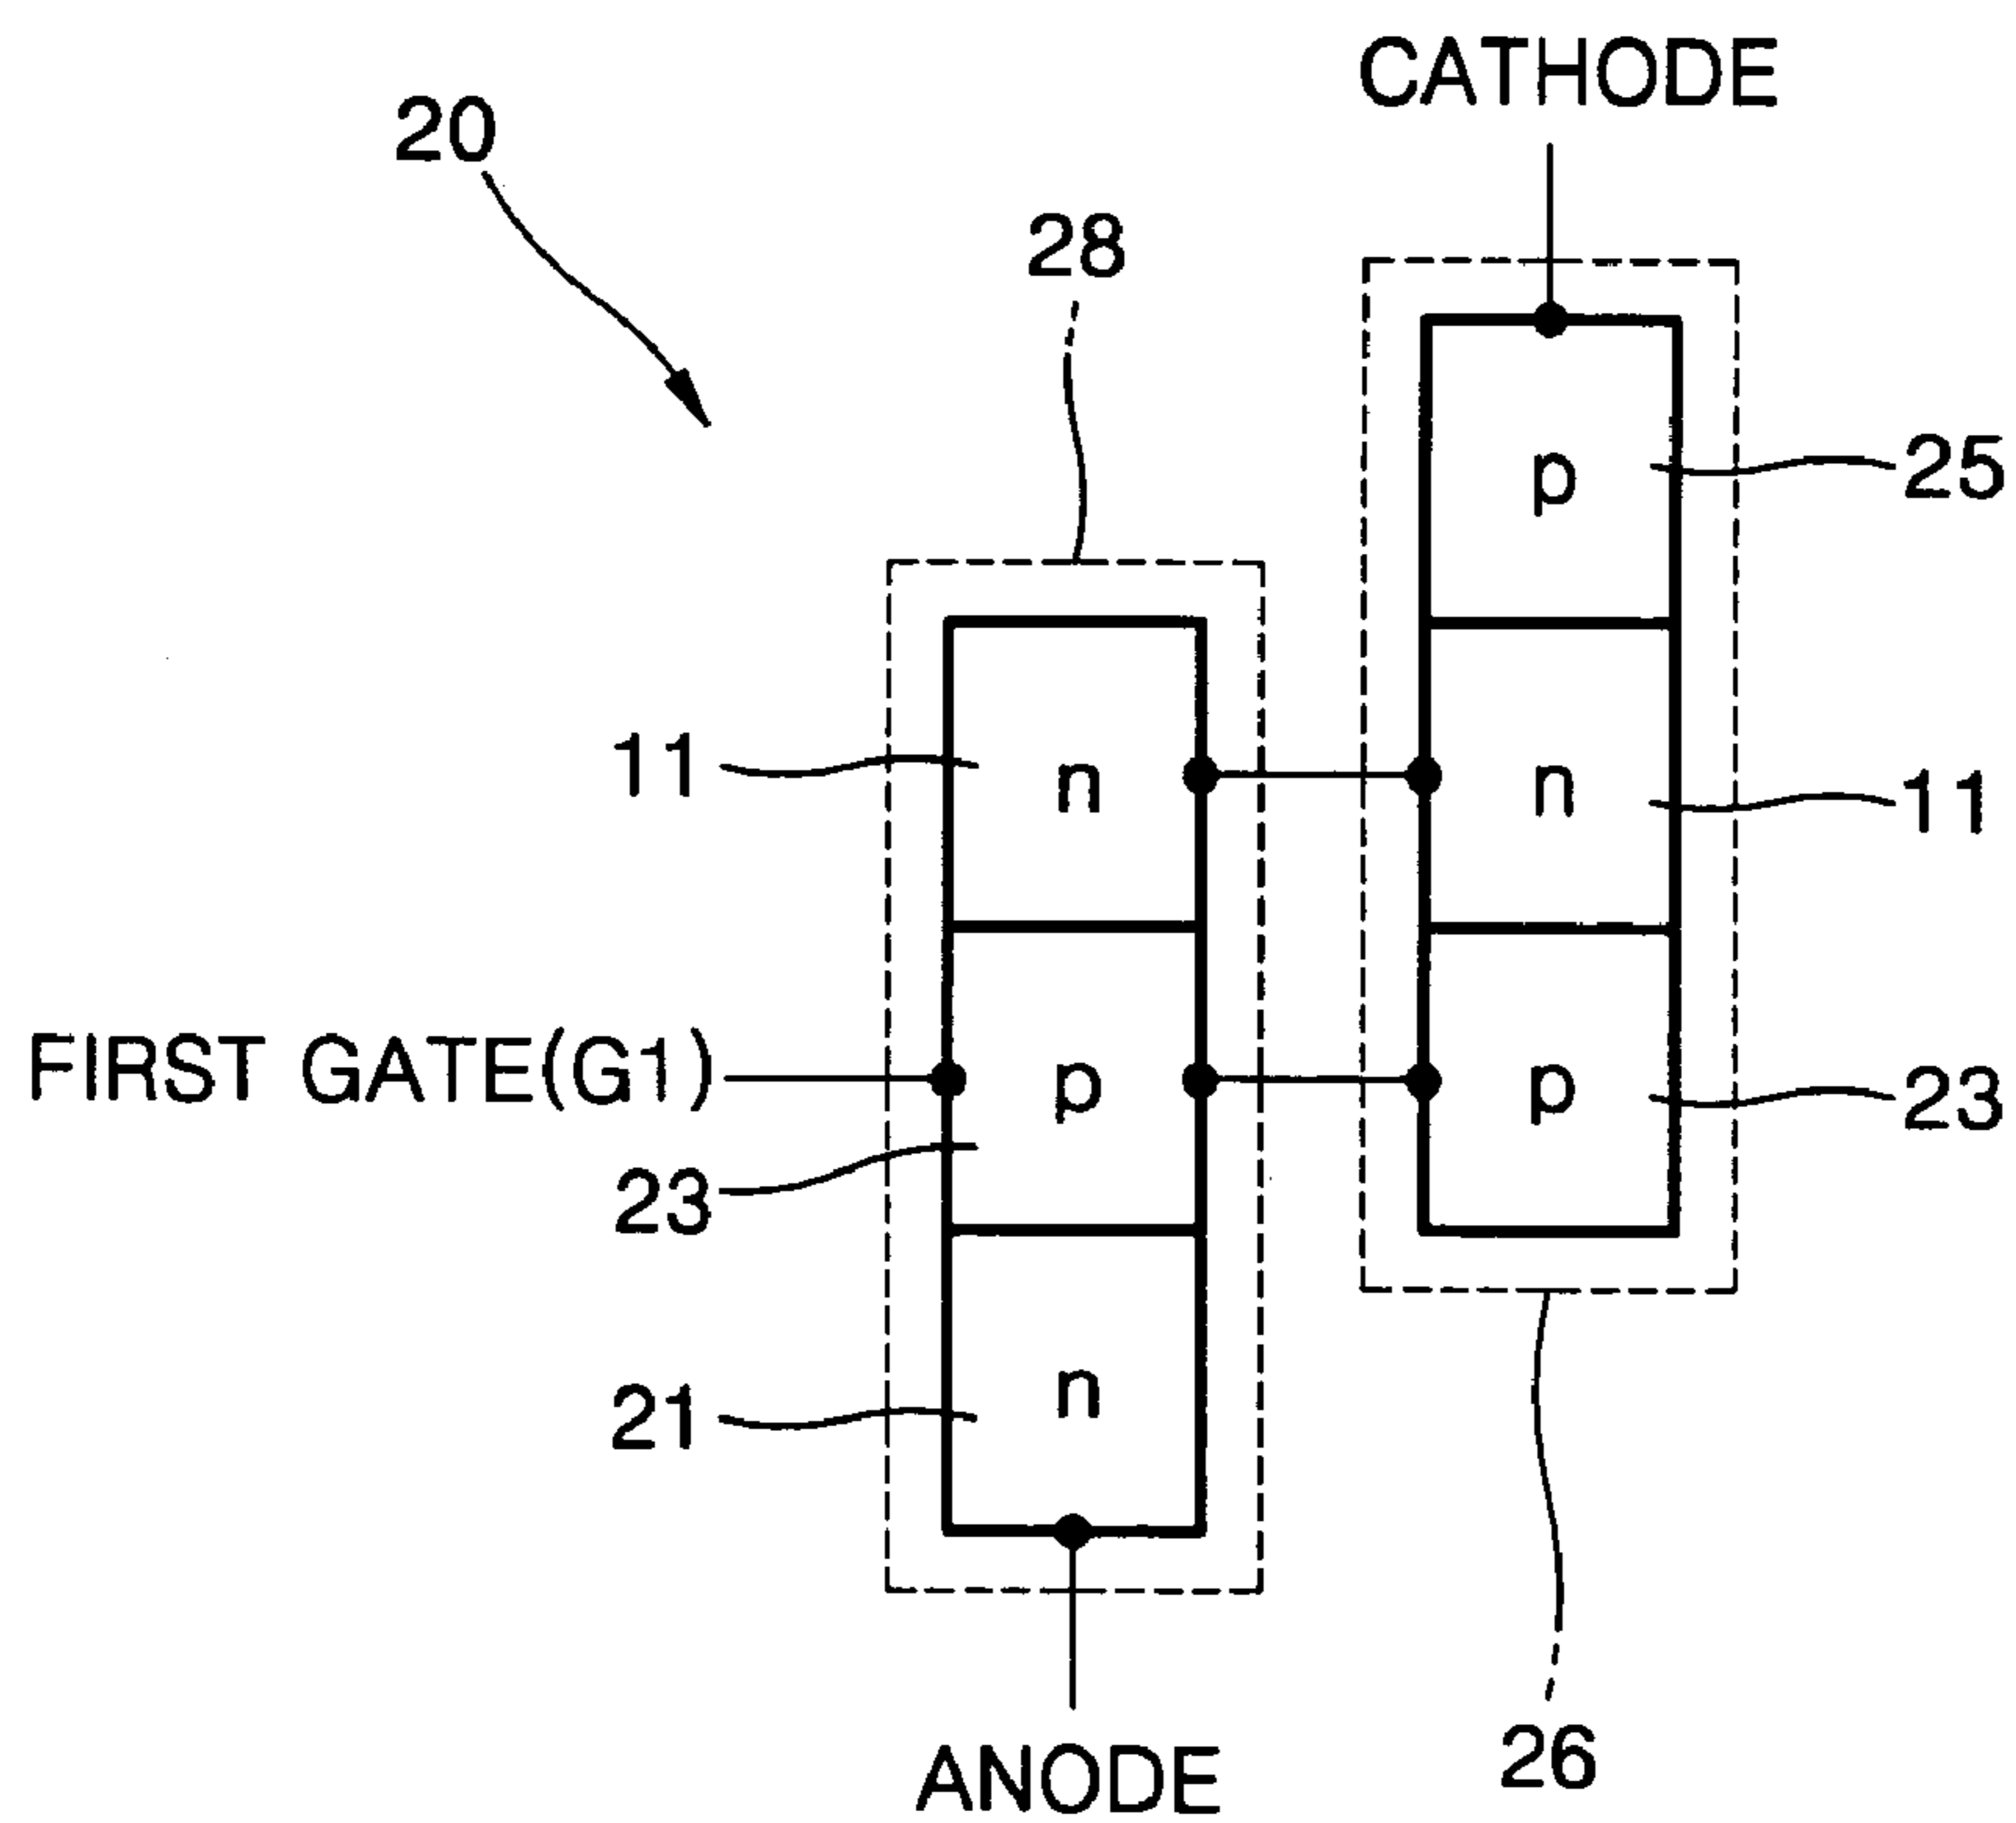 CATHODE
20
28
p
25
11
n
n
11
FIRST GATE(G1)
p
p
23
23
21
n
ANODE
26